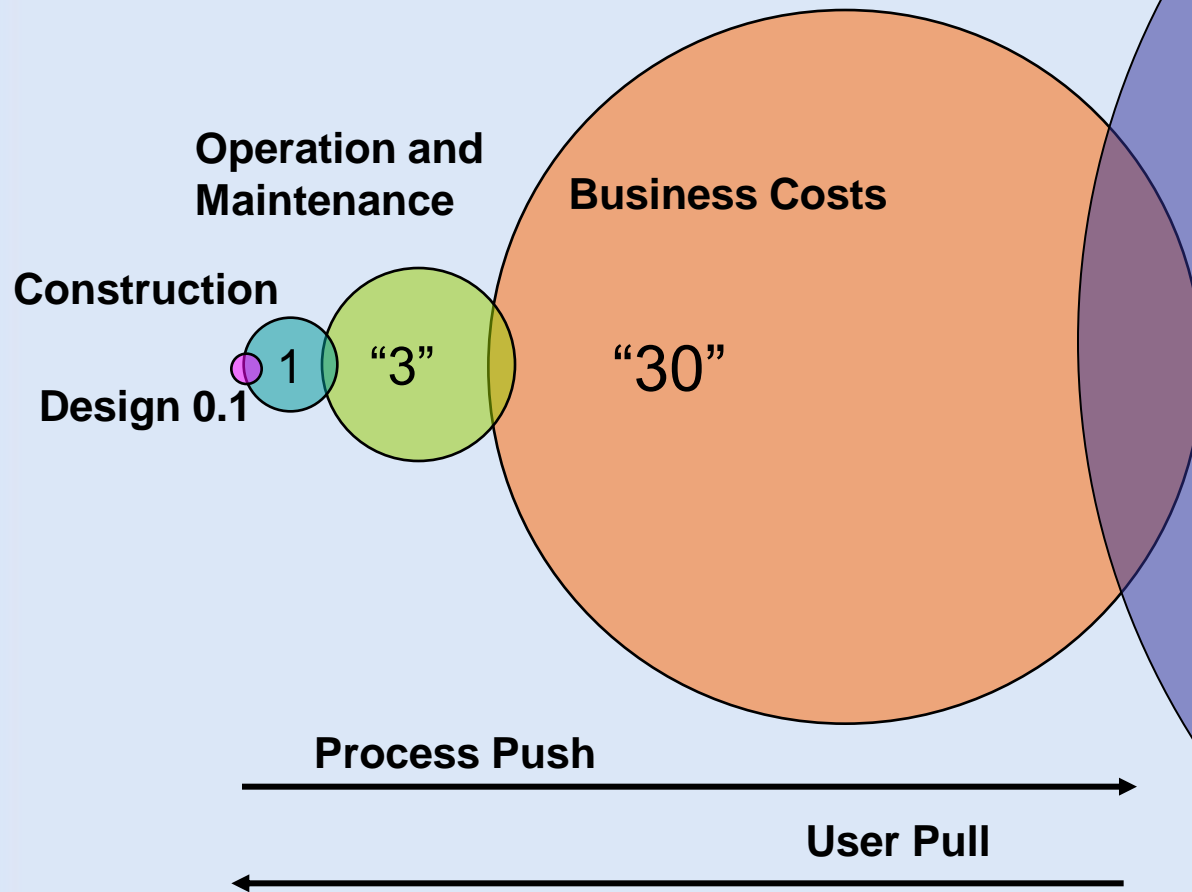 Operation and
Maintenance
Business Costs
Construction
1
“3”
“30”
Design 0.1
Process Push
User Pull